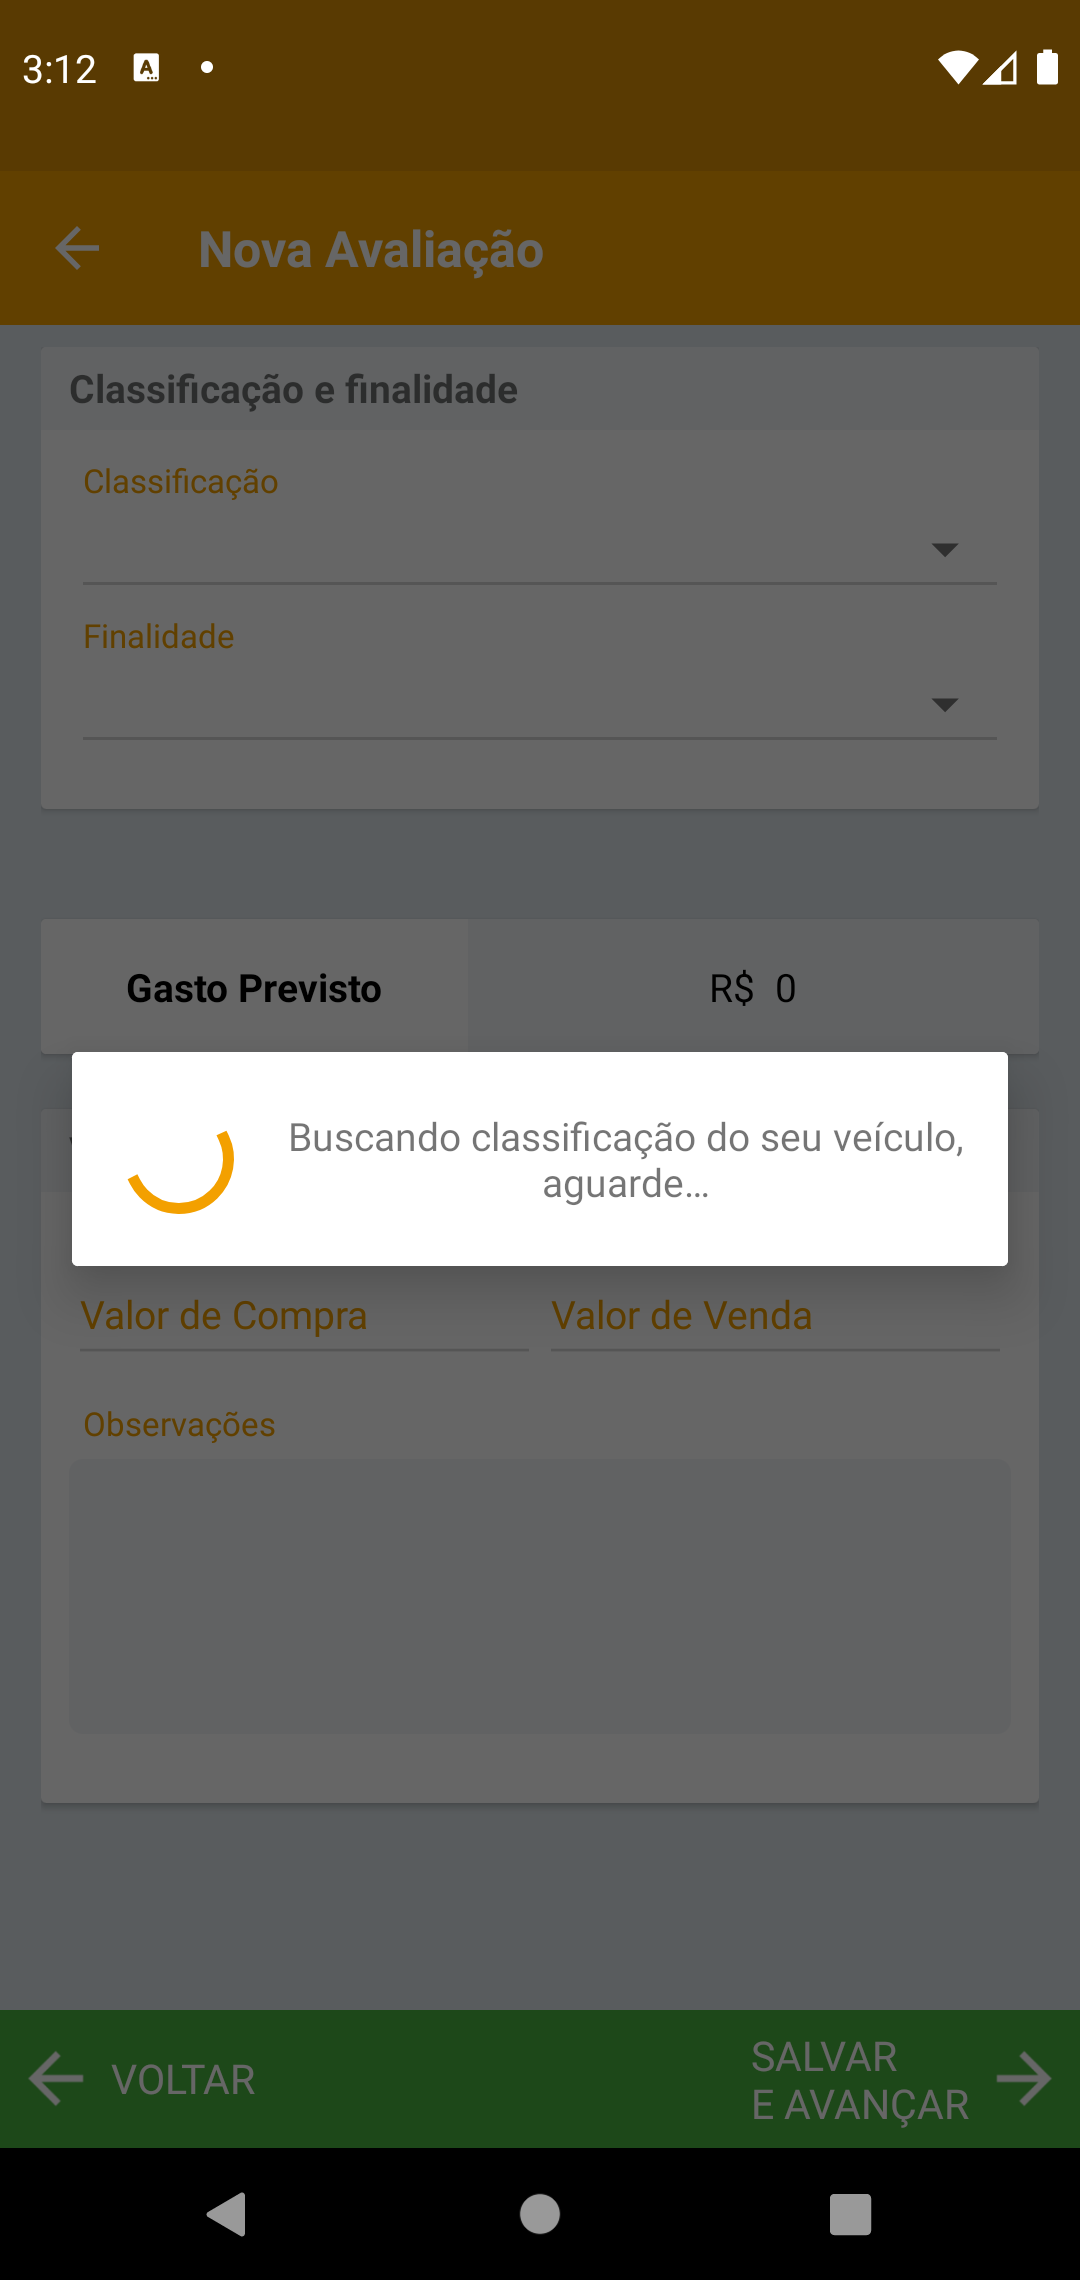 3:12
Nova Avaliação
Classificação e finalidade
Classificação
Finalidade
Gasto Previsto
R$ 0
Buscando classificação do seu veículo,
aguarde...
Valor de Compra
Valor de Venda
Observações
VOLTAR
SALVAR
E AVANÇAR